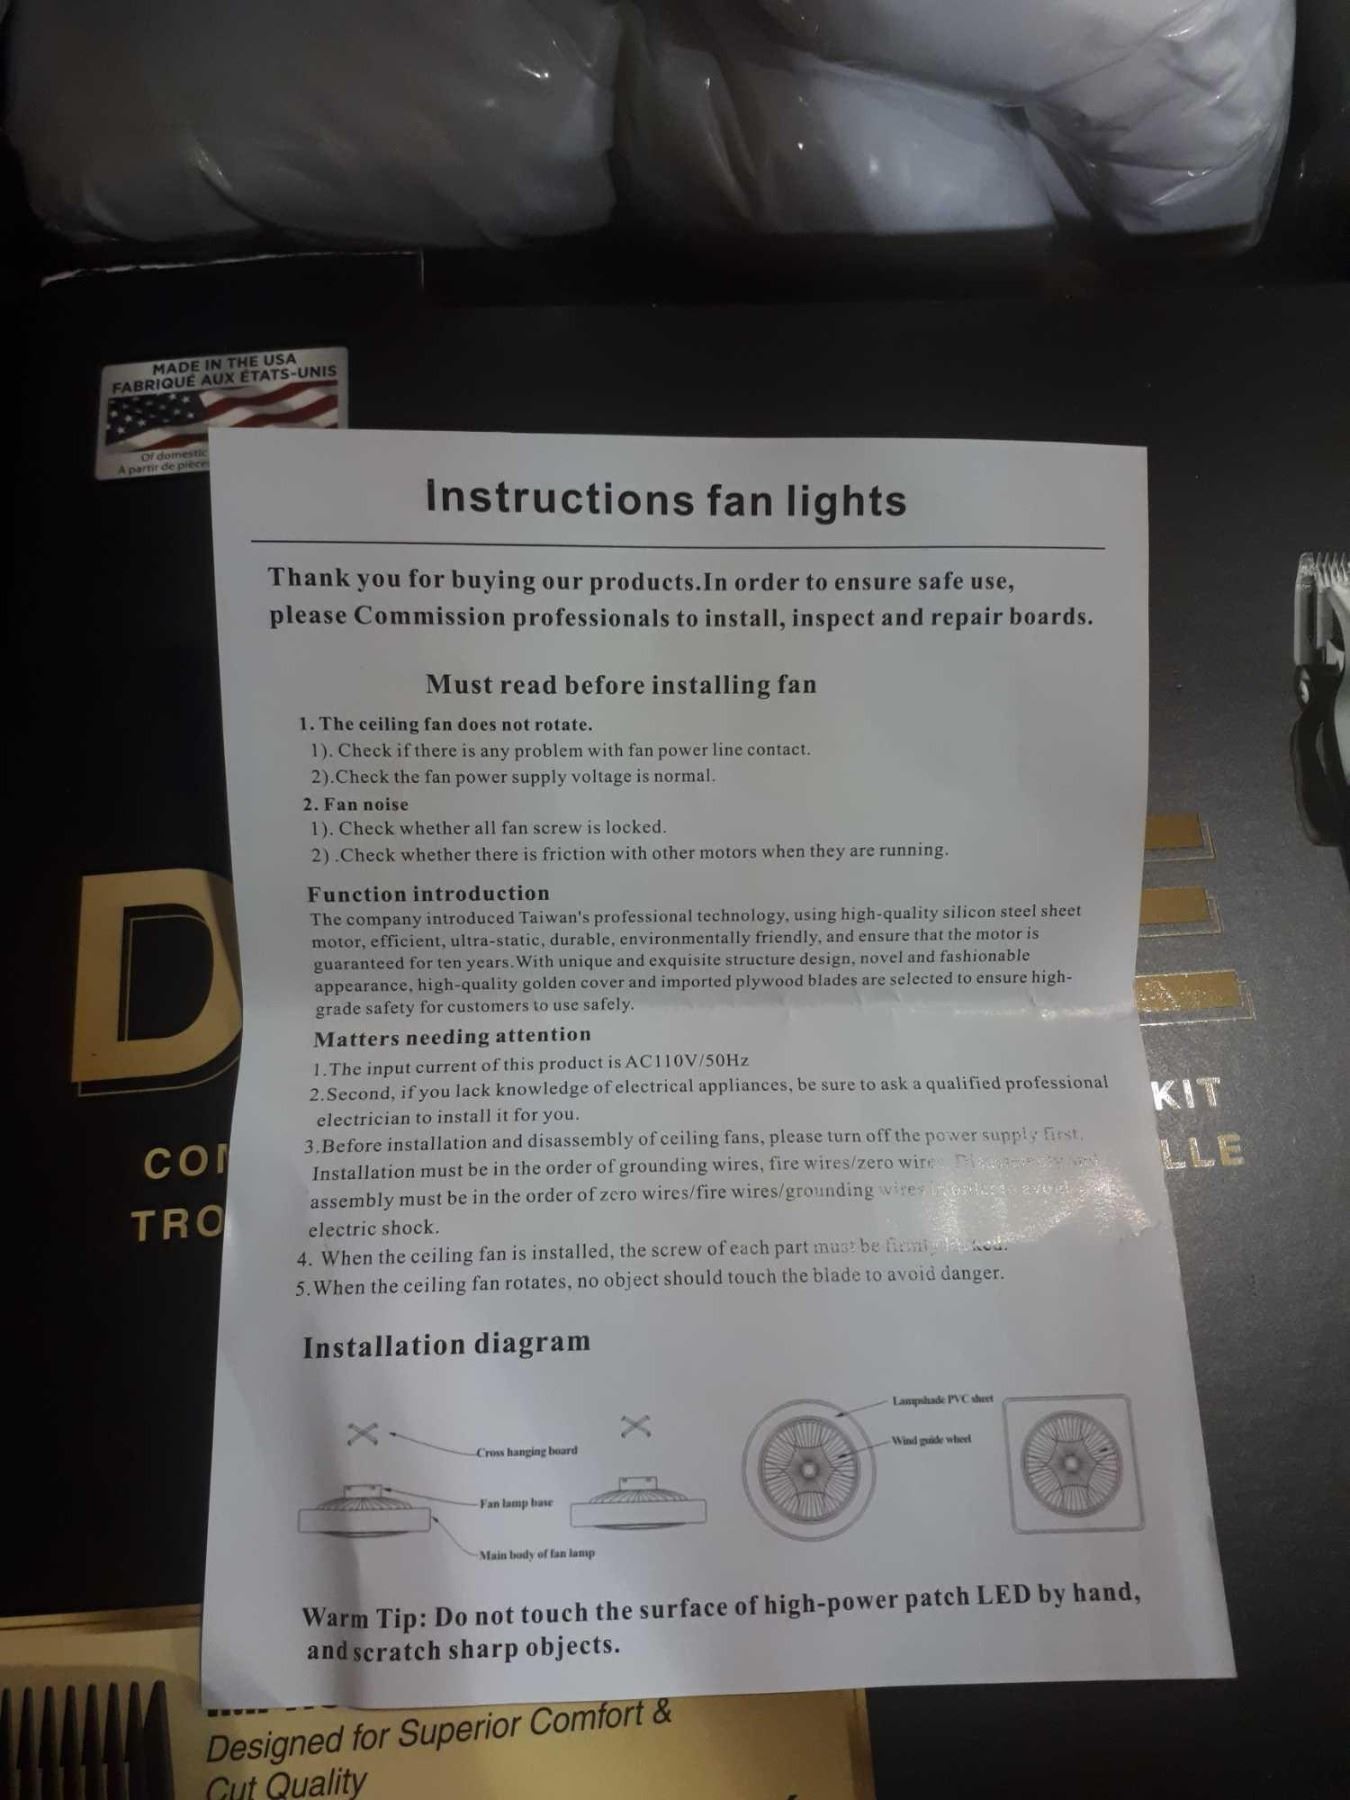 MADE IN THE USA
FABRIQUÉ AUX ÉTATS-UNIS
Of domestic
A partir de pièce
Instructions fan lights
Thank you for buying our products.In order to ensure safe use,
please Commission professionals to install, inspect and repair boards.
Must read before installing fan
1. The ceiling fan does not rotate.
1). Check if there is any problem with fan power line contact.
2).Check the fan power supply voltage is normal.
2. Fan noise
1). Check whether all fan screw is locked.
2) .Check whether there is friction with other motors when they are running.
Function introduction
The company introduced Taiwan's professional technology, using high-quality silicon steel sheet
motor, efficient, ultra-static, durable, environmentally friendly, and ensure that the motor is
guaranteed for ten years.With unique and exquisite structure design, novel and fashionable
appearance, high-quality golden cover and imported plywood blades are selected to ensure high-
grade safety for customers to use safely.
Matters needing attention
1.The input current of this product is AC110V/50Hz
2.Second, if you lack knowledge of electrical appliances, be sure to ask a qualified professional
electrician to install it for you.
3.Before installation and disassembly of ceiling fans, please turn off the power supply first.
Installation must be in the order of grounding wires, fire wires/zero wire
assembly must be in the order of zero wires/fire wires/grounding wires
electric shock.
4. When the ceiling fan is installed, the screw of each part must be
5.When the ceiling fan rotates, no object should touch the blade to avoid danger.
Installation diagram
Lampshade PVC sheet
Wind guide wheel
Cross hanging board
Fan lamp base
Main body of fan lamp
Warm Tip: Do not touch the surface of high-power patch LED by hand,
and scratch sharp objects.
D
KIT
CO
LLE
TRO
Designed for Superior Comfort &
Cut Quality